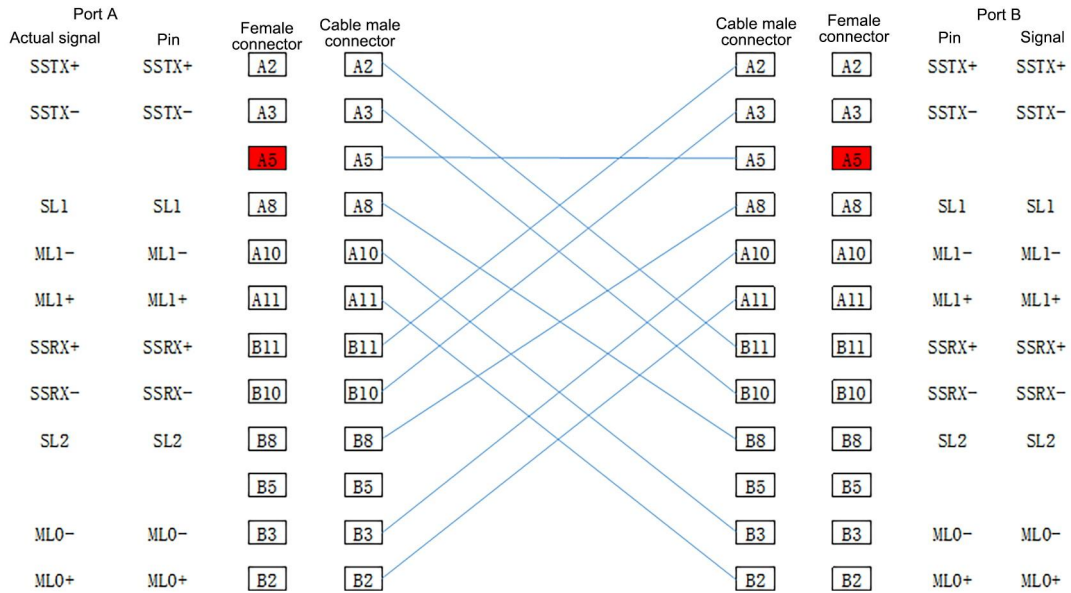 Port A Port B
Actual signal Pin Female connector Cable male connector Cable male connector Female connector Pin Signal
SSTX+ SSTX+ A2 A2 A2 A2 SSTX+ SSTX+
SSTX- SSTX- A3 A3 A3 A3 SSTX- SSTX-
A5 A5 A5 A5
SL1 SL1 A8 A8 A8 A8 SL1 SL1
ML1- ML1- A10 A10 A10 A10 ML1- ML1-
ML1+ ML1+ A11 A11 A11 A11 ML1+ ML1+
SSRX+ SSRX+ B11 B11 B11 B11 SSRX+ SSRX+
SSRX- SSRX- B10 B10 B10 B10 SSRX- SSRX-
SL2 SL2 B8 B8 B8 B8 SL2 SL2
B5 B5 B5 B5
ML0- ML0- B3 B3 B3 B3 ML0- ML0-
ML0+ ML0+ B2 B2 B2 B2 ML0+ ML0+